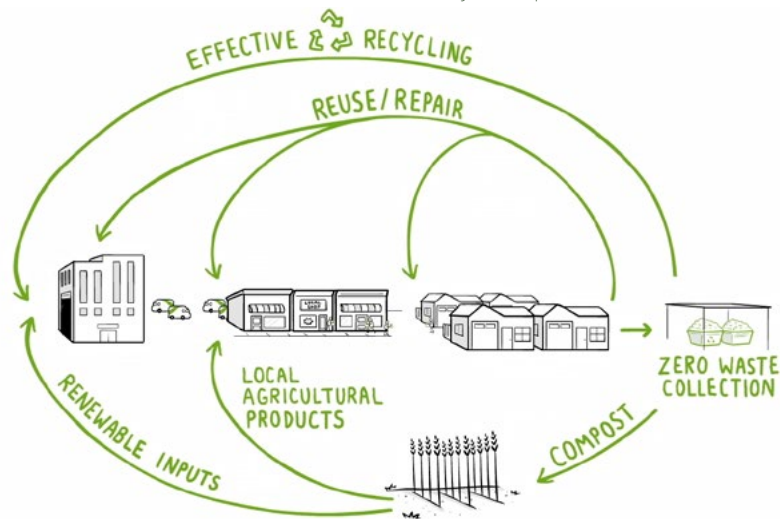 EFFECTIVE RECYCLING
REUSE/REPAIR
ZERO WASTE
COLLECTION
LOCAL
AGRICULTURAL
PRODUCTS
RENEWABLE INPUTS
COMPOST